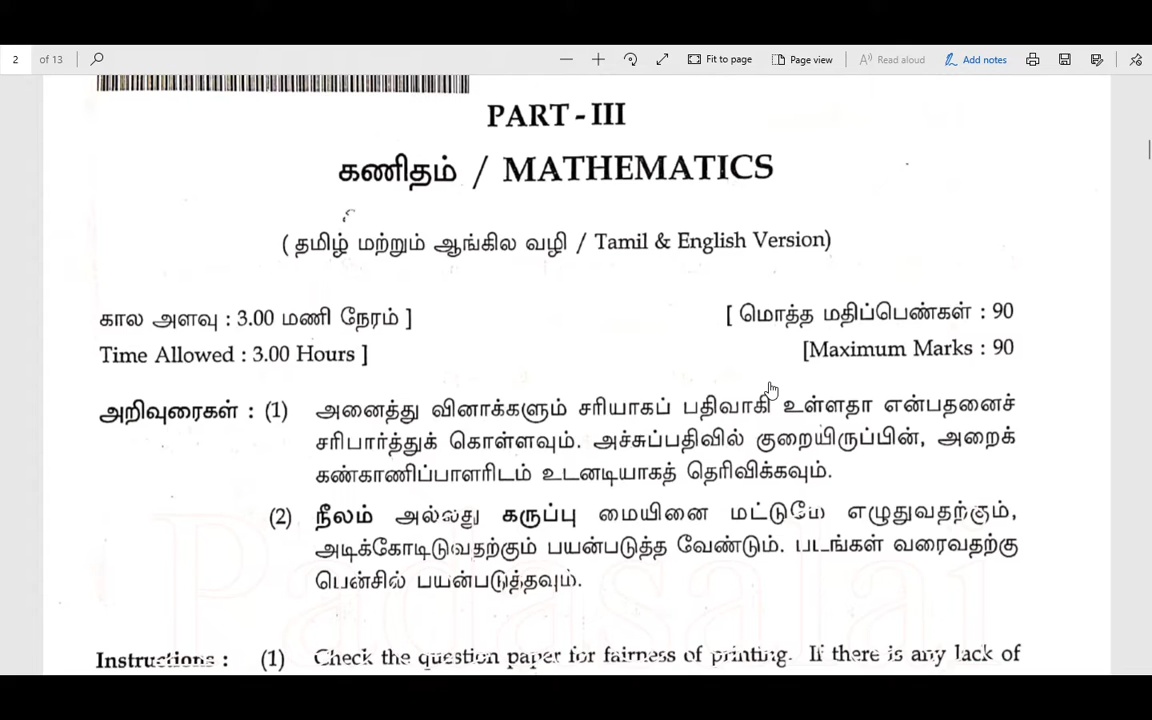 2 of 13 Fit to page Page view Read aloud Add notes
PART - III
கணிதம் / MATHEMATICS
( தமிழ் மற்றும் ஆங்கில வழி / Tamil & English Version)
கால அளவு : 3.00 மணி நேரம் ] [ மொத்த மதிப்பெண்கள் : 90
Time Allowed : 3.00 Hours ] [Maximum Marks : 90
அறிவுரைகள் : (1) அனைத்து வினாக்களும் சரியாகப் பதிவாகி உள்ளதா என்பதனைச்
சரிபார்த்துக் கொள்ளவும். அச்சுப்பதிவில் குறையிருப்பின், அறைக்
கண்காணிப்பாளரிடம் உடனடியாகத் தெரிவிக்கவும்.
(2) நீலம் அல்லது கருப்பு மையினை மட்டுமே எழுதுவதற்கும்,
அடிக்கோடிடுவதற்கும் பயன்படுத்த வேண்டும். படங்கள் வரைவதற்கு
பென்சில் பயன்படுத்தவும்.
Padasalai
Instructions : (1) Check the question paper for fairness of printing. If there is any lack of